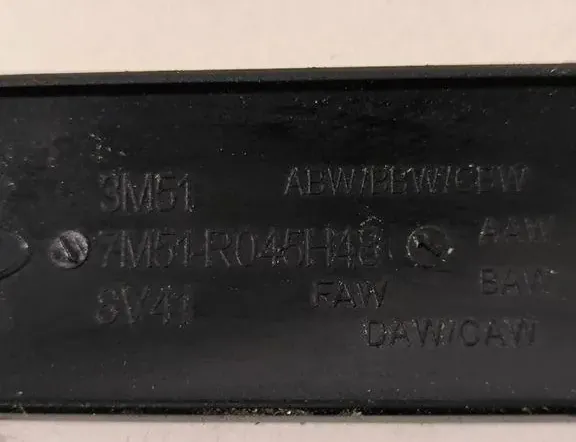 3M51 ABW/BBW/CBW
7M51-R045H48 AAW
8V41 FAW BAW
DAW/CAW